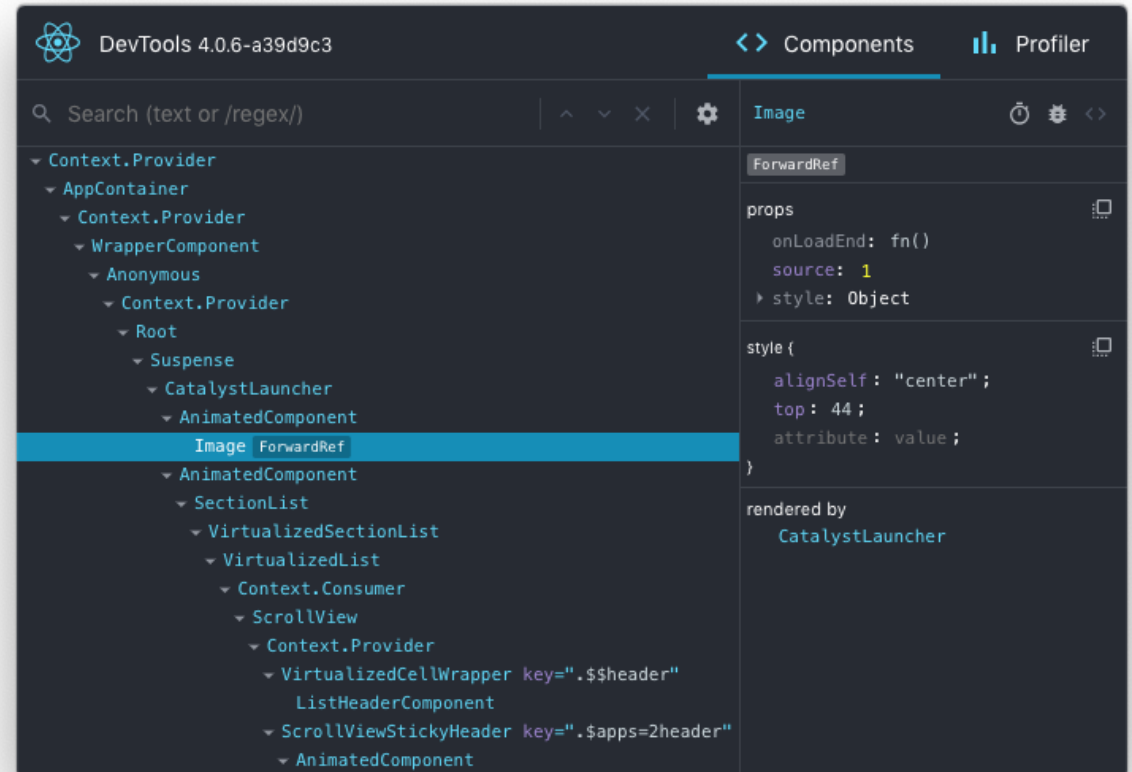 DevTools 4.0.6-a39d9c3
Components
Profiler
Search (text or /regex/)
Context.Provider
AppContainer
Context.Provider
WrapperComponent
Anonymous
Context.Provider
Root
Suspense
CatalystLauncher
AnimatedComponent
Image ForwardRef
AnimatedComponent
SectionList
VirtualizedSectionList
VirtualizedList
Context.Consumer
ScrollView
Context.Provider
VirtualizedCellWrapper key=".$$header"
ListHeaderComponent
ScrollViewStickyHeader key=".$apps=2header"
AnimatedComponent
Image
ForwardRef
props
onLoadEnd: fn()
source: 1
style: Object
style {
alignSelf: "center";
top: 44;
attribute: value;
}
rendered by
CatalystLauncher